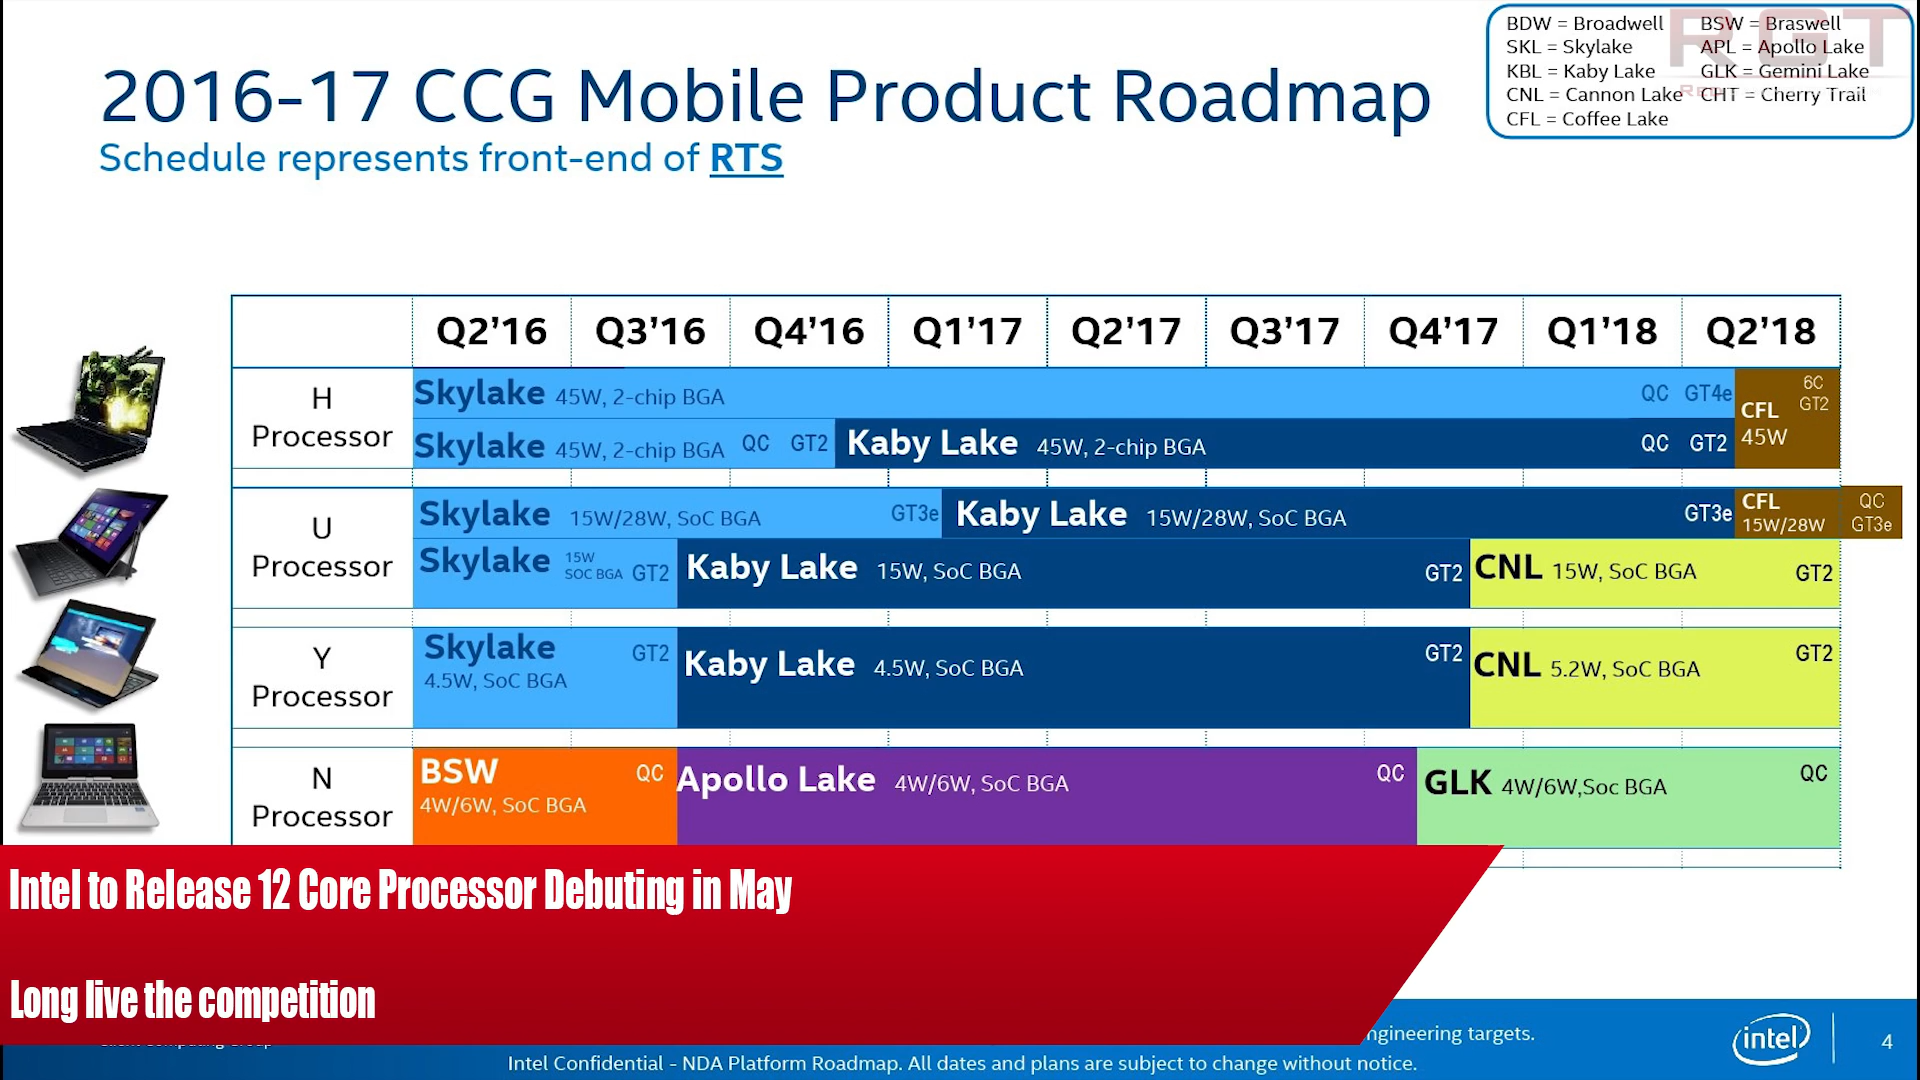 BDW = Broadwell BSW = Braswell
SKL = Skylake APL = Apollo Lake
KBL = Kaby Lake GLK = Gemini Lake
CNL = Cannon Lake CHT = Cherry Trail
CFL = Coffee Lake
RGT
2016-17 CCG Mobile Product Roadmap
Schedule represents front-end of RTS
Q2’16 Q3’16 Q4’16 Q1’17 Q2’17 Q3’17 Q4’17 Q1’18 Q2’18
H
Processor
Skylake 45W, 2-chip BGA QC GT4e
Skylake 45W, 2-chip BGA QC GT2 Kaby Lake 45W, 2-chip BGA QC GT2
6C
GT2
CFL
45W
U
Processor
Skylake 15W/28W, SoC BGA GT3e Kaby Lake 15W/28W, SoC BGA GT3e
CFL QC
15W/28W GT3e
Skylake 15W
SOC BGA GT2 Kaby Lake 15W, SoC BGA GT2 CNL 15W, SoC BGA GT2
Y
Processor
Skylake GT2
4.5W, SoC BGA
Kaby Lake 4.5W, SoC BGA GT2 CNL 5.2W, SoC BGA GT2
N
Processor
BSW QC
4W/6W, SoC BGA
Apollo Lake 4W/6W, SoC BGA QC GLK 4W/6W,Soc BGA QC
Intel to Release 12 Core Processor Debuting in May
Long live the competition
targets.
Intel Confidential - NDA Platform Roadmap. All dates and plans are subject to change without notice.
intel
4